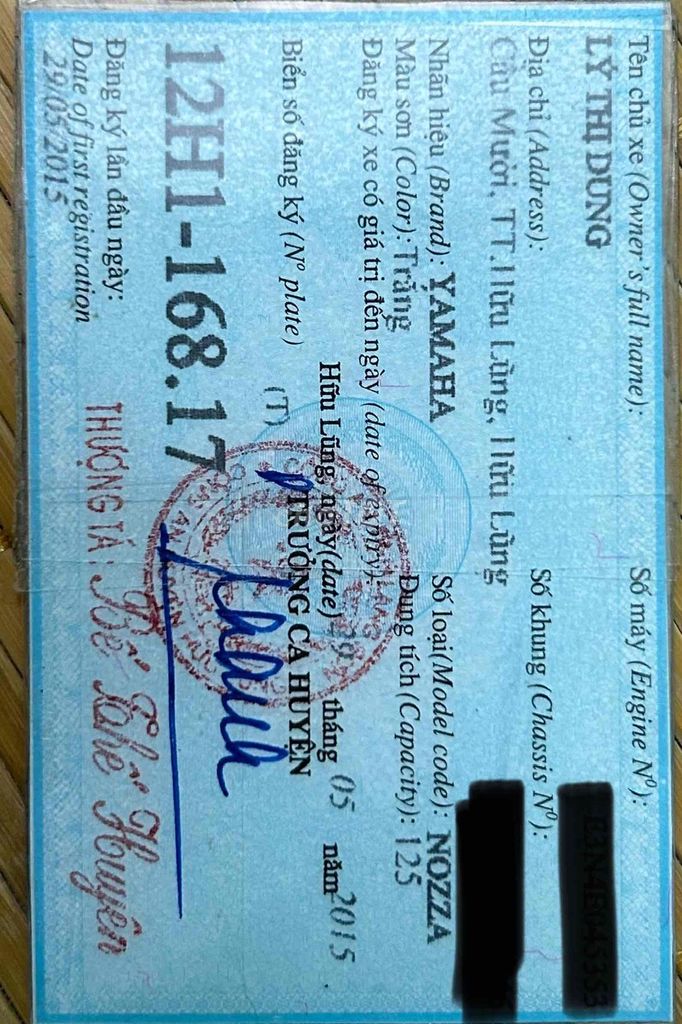 Tên chủ xe (Owner's full name):
LÝ THỊ DUNG
Số máy (Engine Nº):
Địa chỉ (Address):
Cầu Mười, TT.Hữu Lũng, Hữu Lũng
Số khung (Chassis Nº):
Nhãn hiệu (Brand): YAMAHA
Số loại(Model code): NOZZA
Màu sơn (Color): Trắng
Dung tích (Capacity): 125
Đăng ký xe có giá trị đến ngày (date of expiry):
Hữu Lũng, ngày(date) 29 tháng 05 năm 2015
Biển số đăng ký (Nº plate)
(T)
P TRƯỞNG CA HUYỆN
12H1-168.17
Đăng ký lần đầu ngày:
Date of first registration
29/05/2015
THƯỢNG TÁ: Bế Thế Huyên